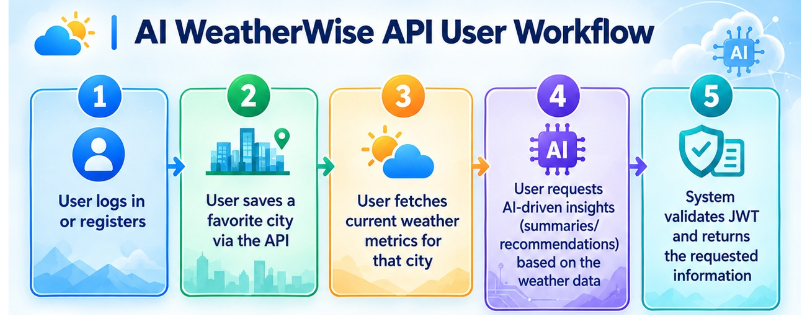 AI WeatherWise API User Workflow
AI
1
User logs in
or registers
2
User saves a
favorite city
via the API
3
User fetches
current weather
metrics for
that city
4
AI
User requests
AI-driven insights
(summaries/
recommendations)
based on the
weather data
5
System
validates JWT
and returns
the requested
information